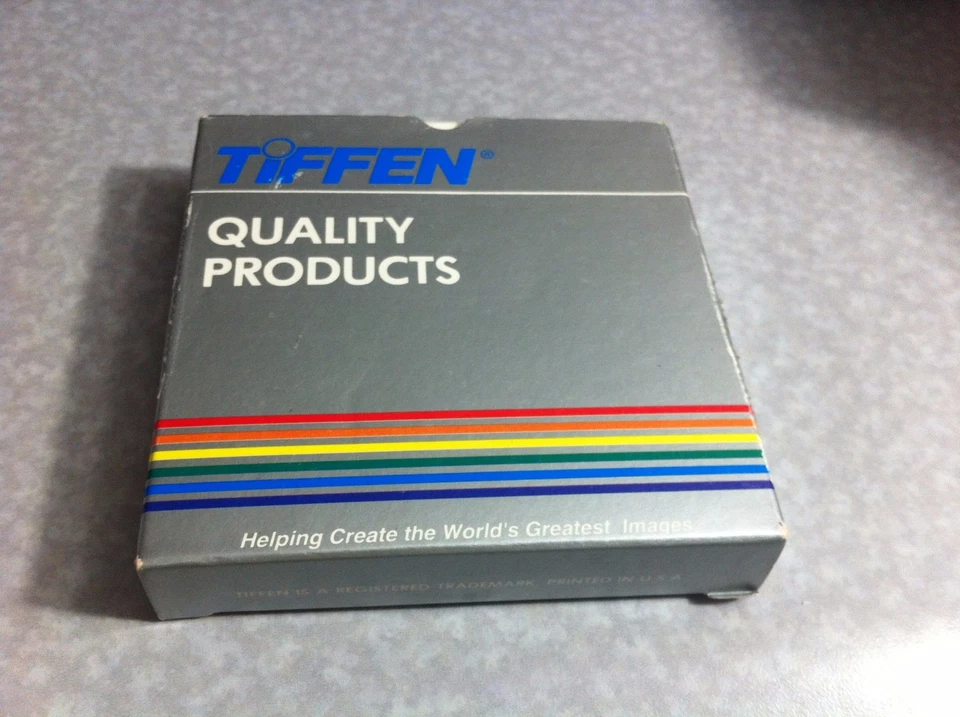 TIFFEN®
QUALITY
PRODUCTS
Helping Create the World's Greatest Images
TIFFEN IS A REGISTERED TRADEMARK. PRINTED IN U.S.A.